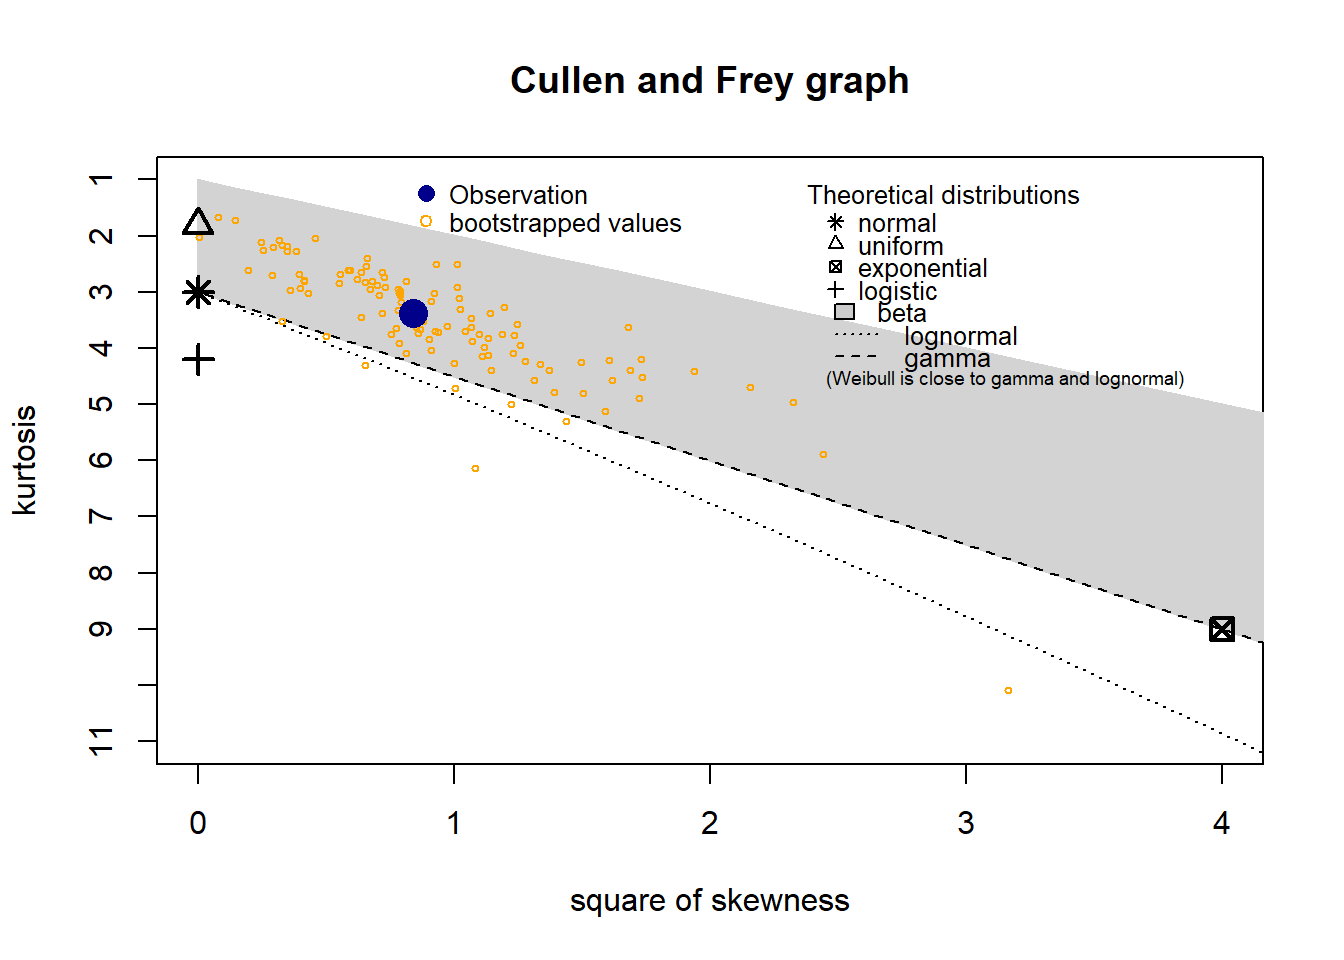 Cullen and Frey graph
Observation
bootstrapped values
Theoretical distributions
normal
uniform
exponential
logistic
beta
lognormal
gamma
(Weibull is close to gamma and lognormal)
kurtosis
1
2
3
4
5
6
7
8
9
11
0 1 2 3 4
square of skewness